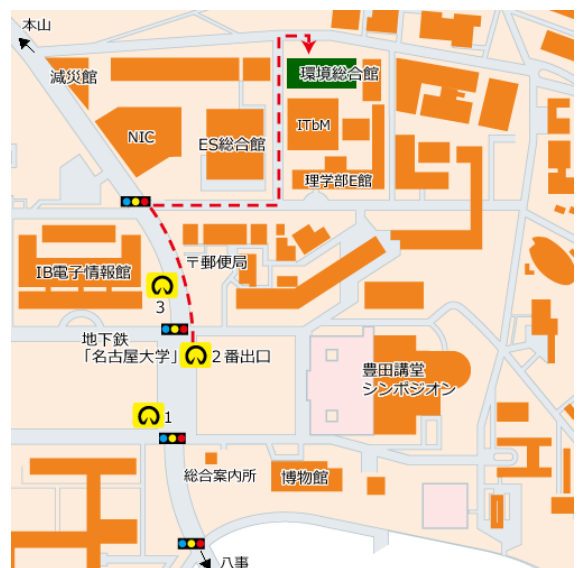 本山
減災館
環境総合館
NIC
ES総合館
ITbM
理学部E館
〒郵便局
IB電子情報館
3
地下鉄
「名古屋大学」
2番出口
豊田講堂
シンポジオン
1
総合案内所
博物館
八事